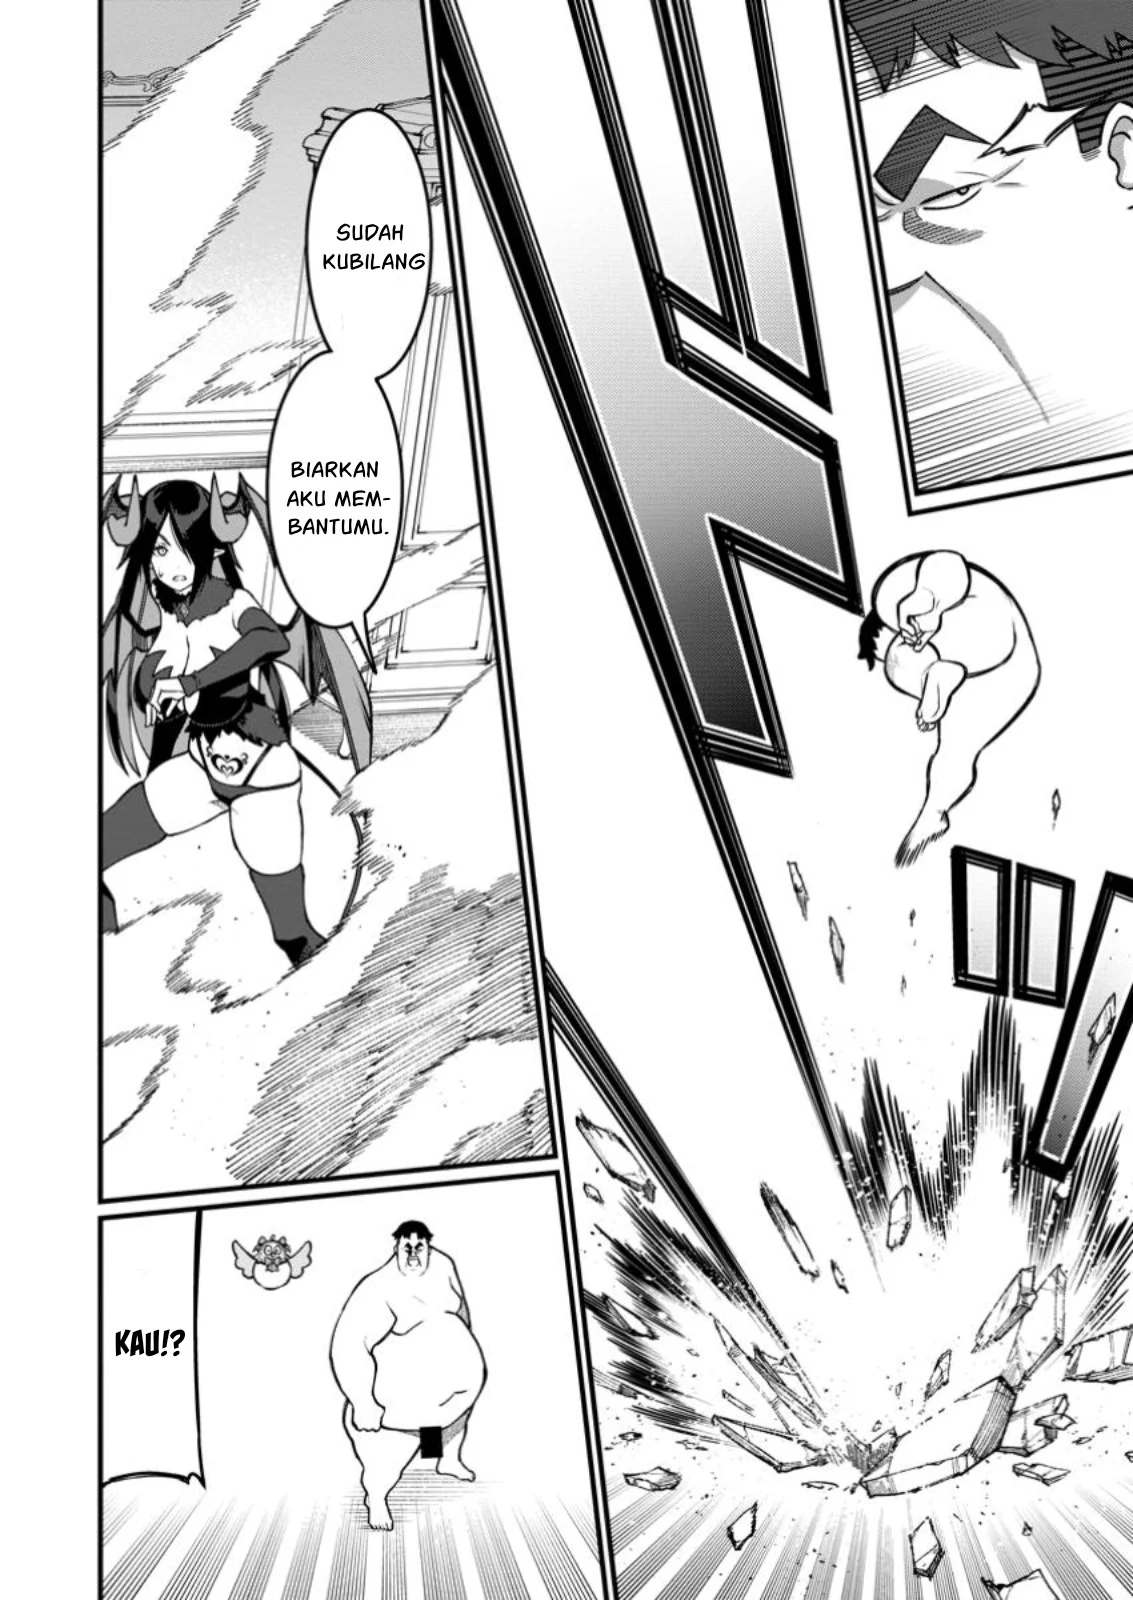 SUDAH
KUBILANG
BIARKAN
AKU MEM-
BANTUMU.
KAU!?